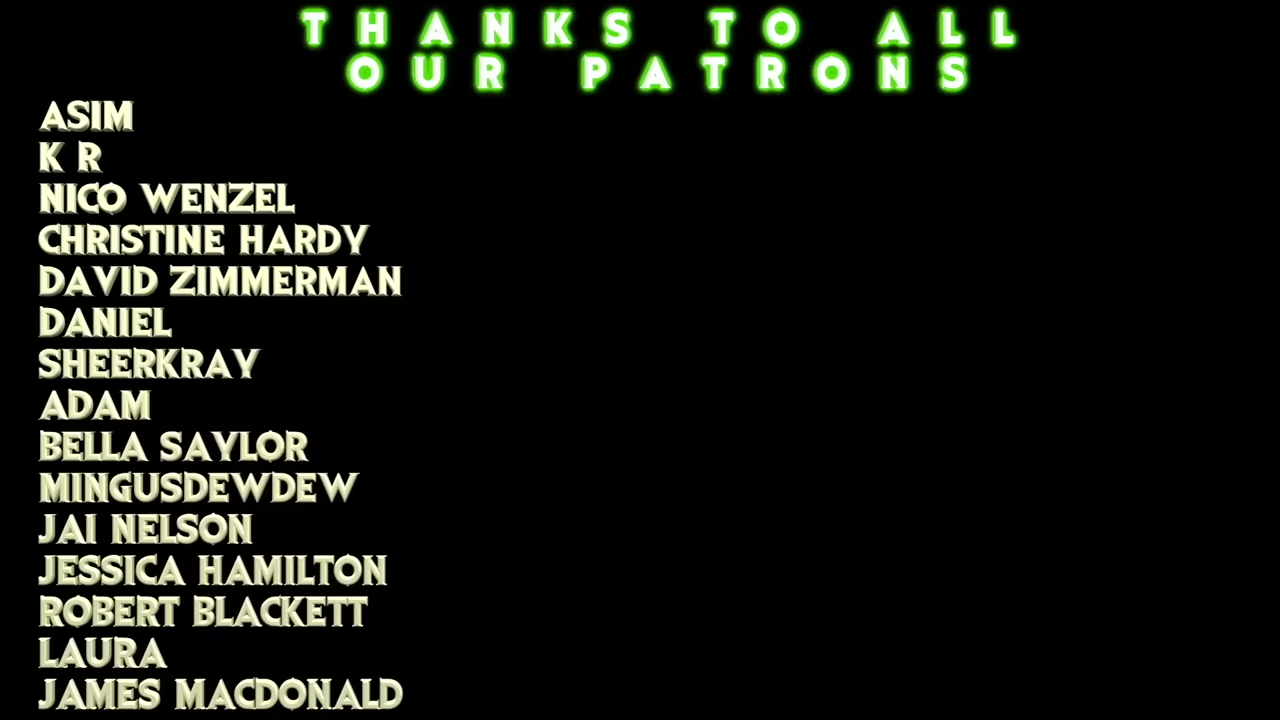 THANKS TO ALL
OUR PATRONS
ASIM
K R
NICO WENZEL
CHRISTINE HARDY
DAVID ZIMMERMAN
DANIEL
SHEERKRAY
ADAM
BELLA SAYLOR
MINGUSDEWDEW
JAI NELSON
JESSICA HAMILTON
ROBERT BLACKETT
LAURA
JAMES MACDONALD